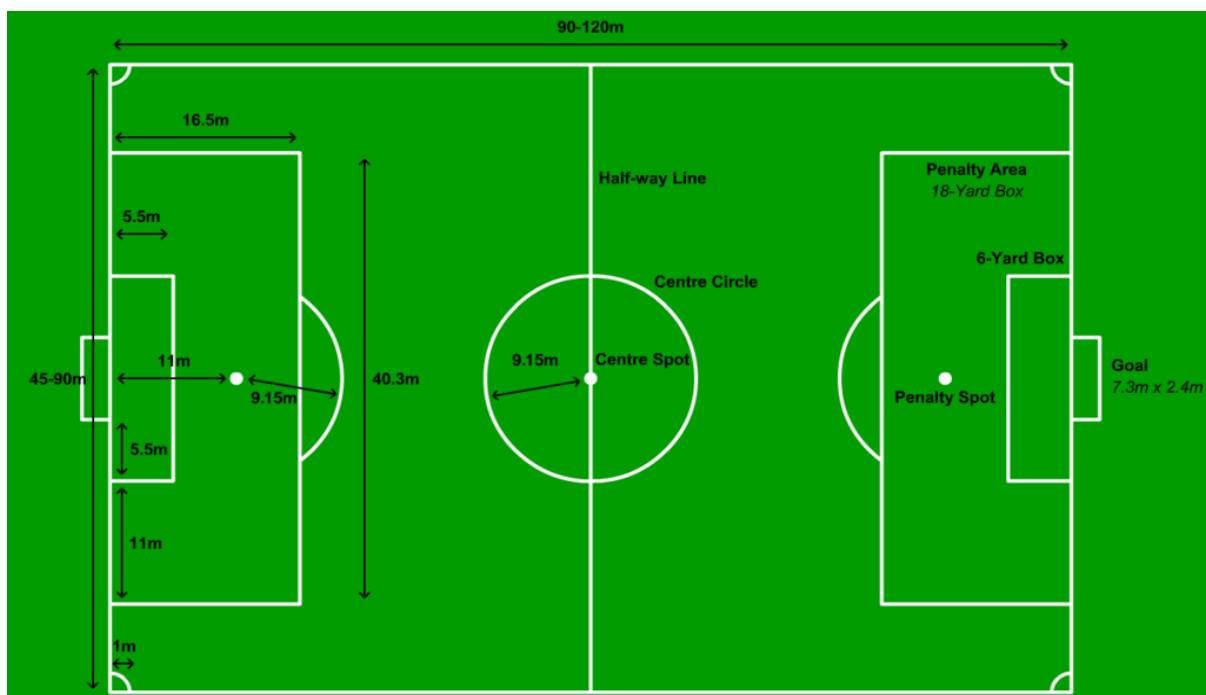 90-120m
16.5m
Penalty Area
18-Yard Box
Half-way Line
5.5m
6-Yard Box
Centre Circle
11m
9.15m
Centre Spot
Goal
7.3m x 2.4m
45-90m
40.3m
9.15m
Penalty Spot
5.5m
11m
1m